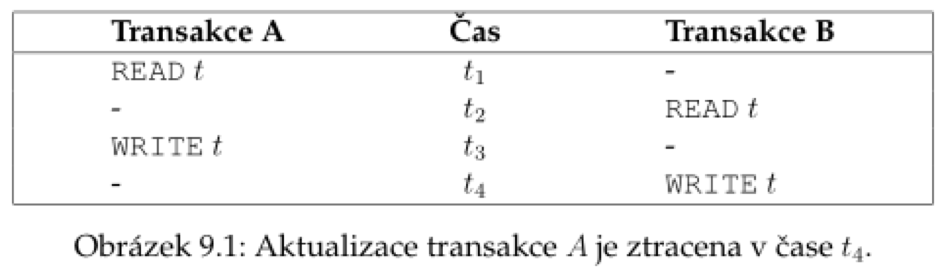 Transakce A Čas Transakce B
READ t t₁ -
- t₂ READ t
WRITE t t₃ -
- t₄ WRITE t
Obrázek 9.1: Aktualizace transakce A je ztracena v čase t₄.